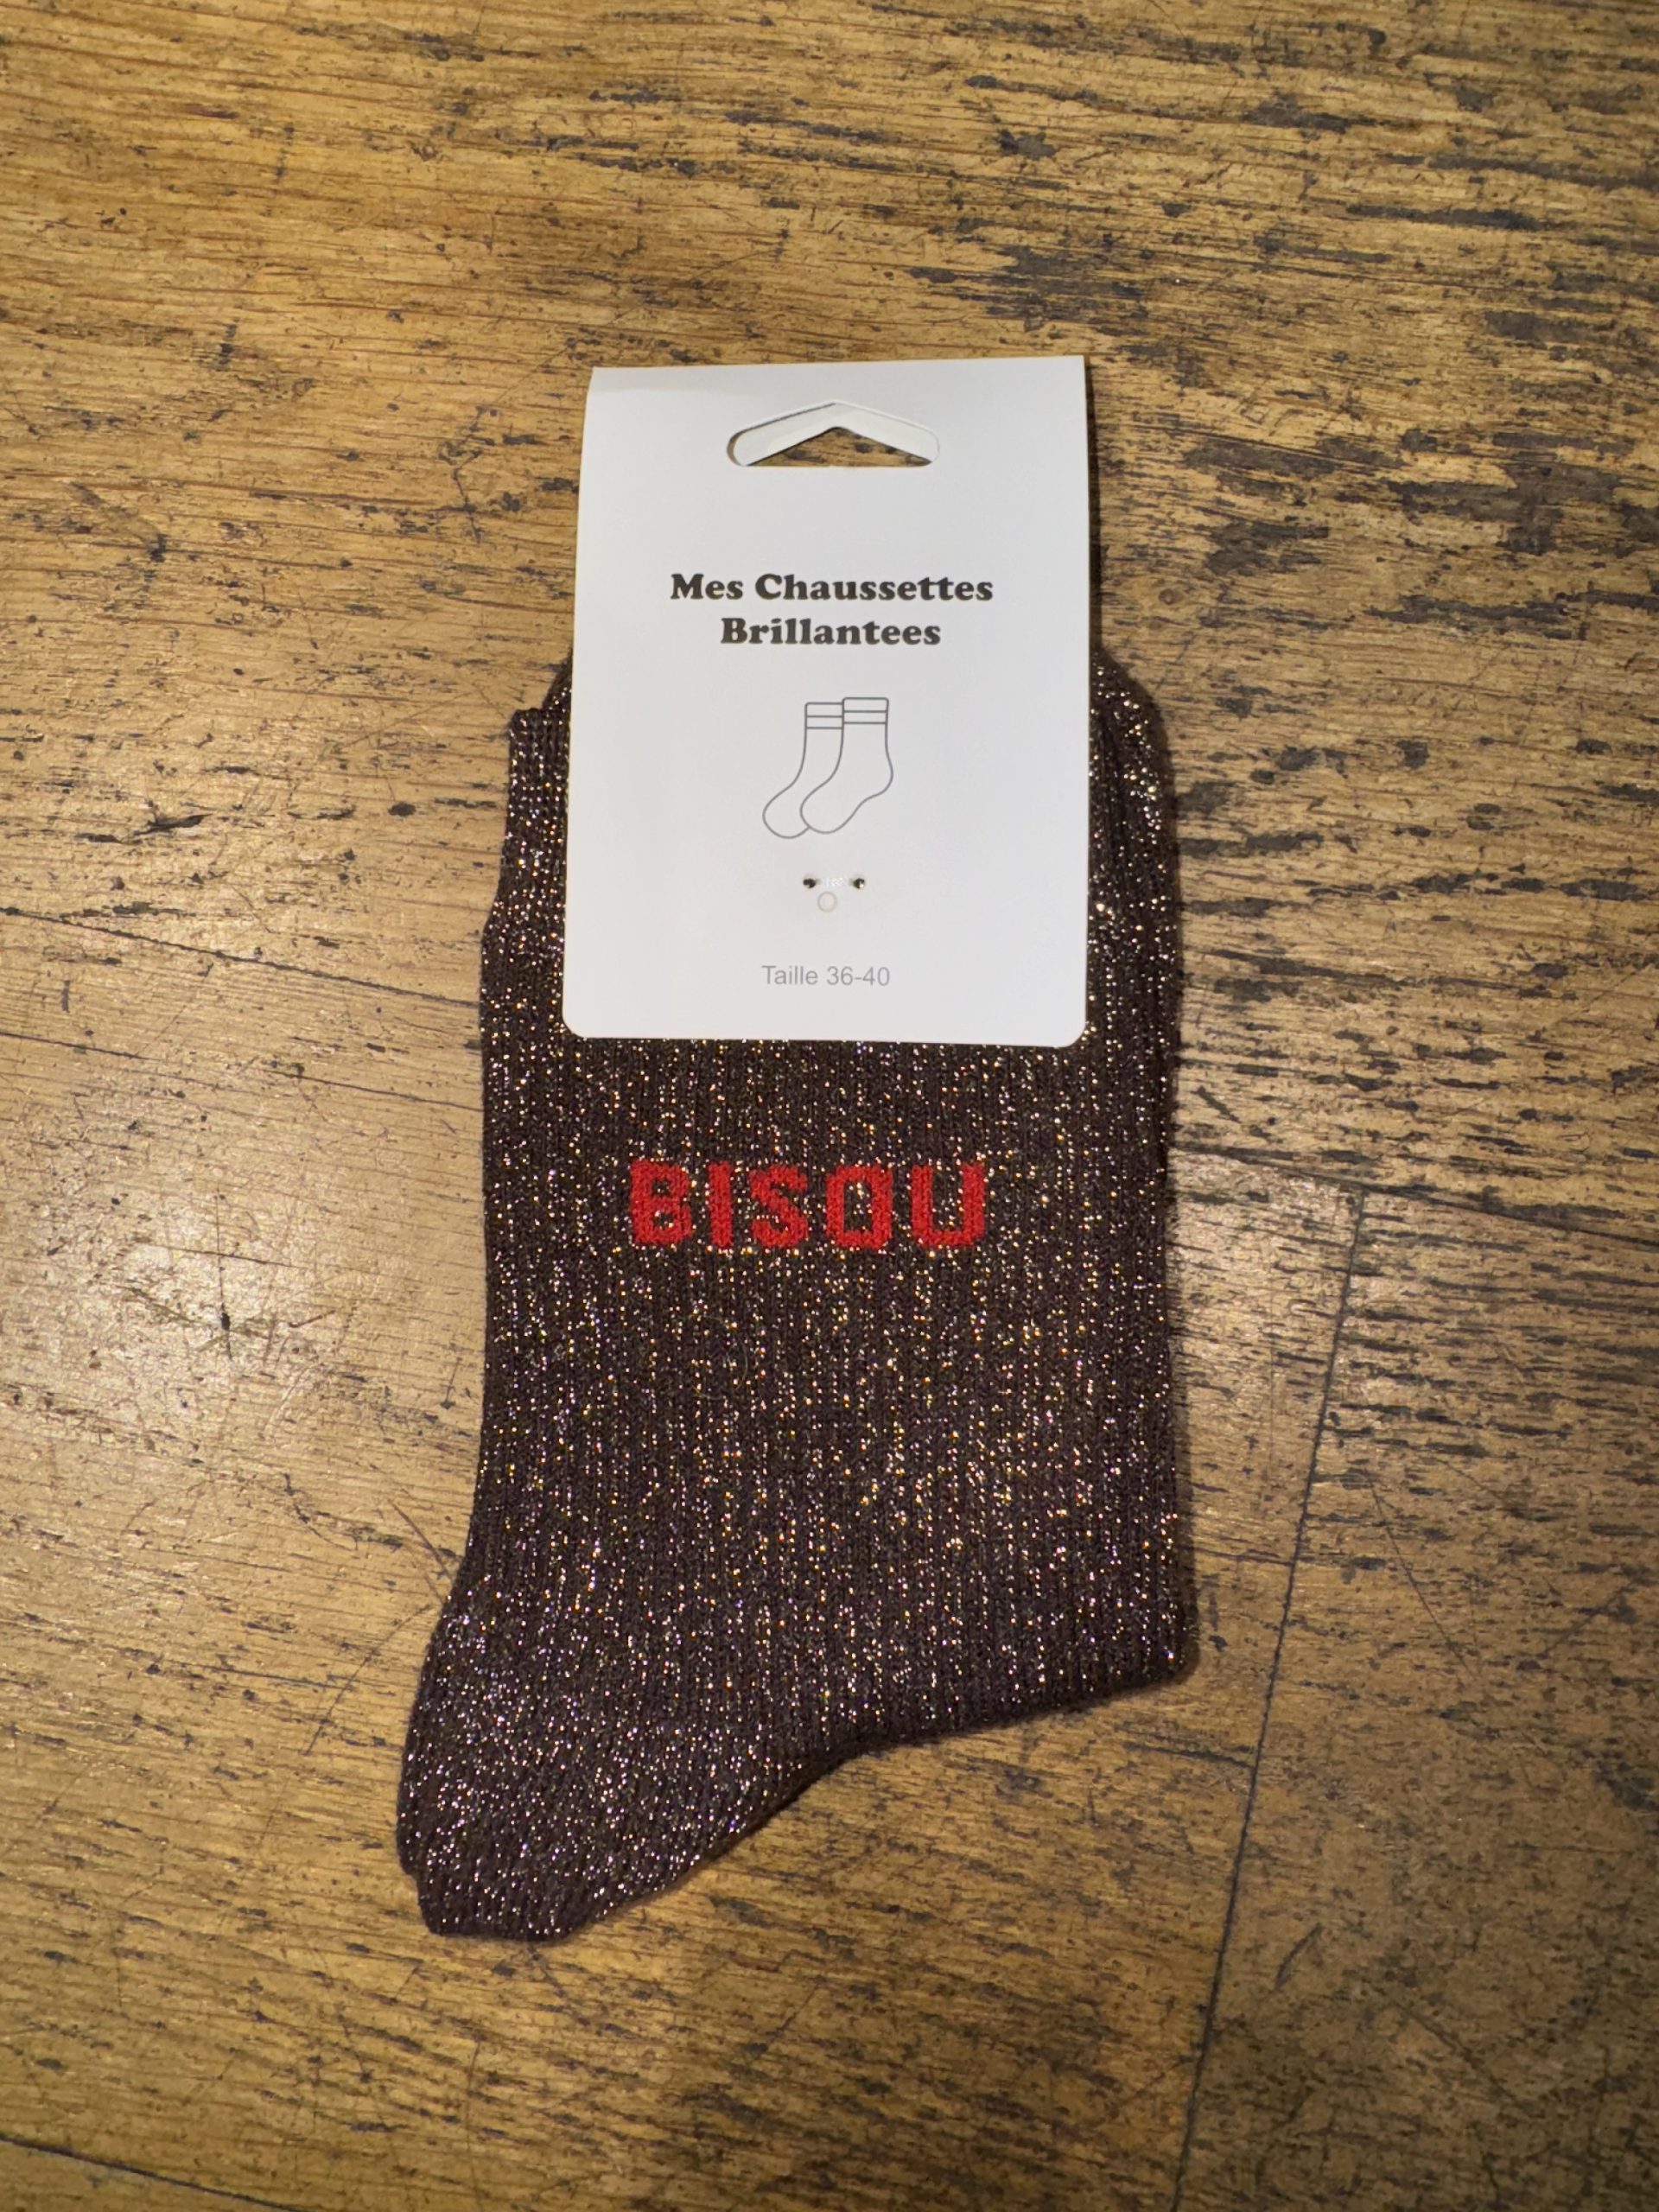 Mes Chaussettes
Brillantees
Taille 36-40
BISOU